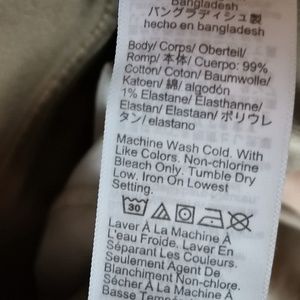 Bangladesh
バングラディシュ製
hecho en bangladesh
Body/ Corps/ Oberteil/
Romp/ 本体/ Cuerpo: 99%
Cotton/ Coton/ Baumwolle/
Katoen/ 綿/ algodón
1% Elastane/ Elasthanne/
Elastan/ Elastaan/ ポリウレ
タン/ elastano
Machine Wash Cold. With
Like Colors. Non-chlorine
Bleach Only. Tumble Dry
Low. Iron On Lowest
Setting.
30
Laver À La Machine À
L'eau Froide. Laver En
Séparant Les Couleurs.
Seulement Agent De
Blanchiment Sans
Sécher À La Machine À
Basse